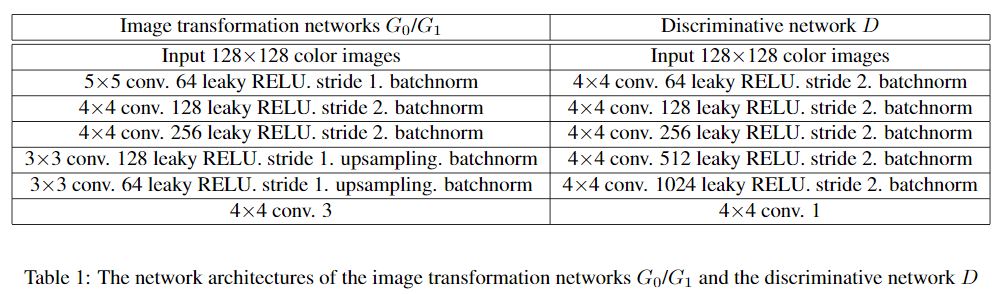 Image transformation networks G0/G1 Discriminative network D
Input 128×128 color images Input 128×128 color images
5×5 conv. 64 leaky RELU. stride 1. batchnorm 4×4 conv. 64 leaky RELU. stride 2. batchnorm
4×4 conv. 128 leaky RELU. stride 2. batchnorm 4×4 conv. 128 leaky RELU. stride 2. batchnorm
4×4 conv. 256 leaky RELU. stride 2. batchnorm 4×4 conv. 256 leaky RELU. stride 2. batchnorm
3×3 conv. 128 leaky RELU. stride 1. upsampling. batchnorm 4×4 conv. 512 leaky RELU. stride 2. batchnorm
3×3 conv. 64 leaky RELU. stride 1. upsampling. batchnorm 4×4 conv. 1024 leaky RELU. stride 2. batchnorm
4×4 conv. 3 4×4 conv. 1
Table 1: The network architectures of the image transformation networks G0/G1 and the discriminative network D